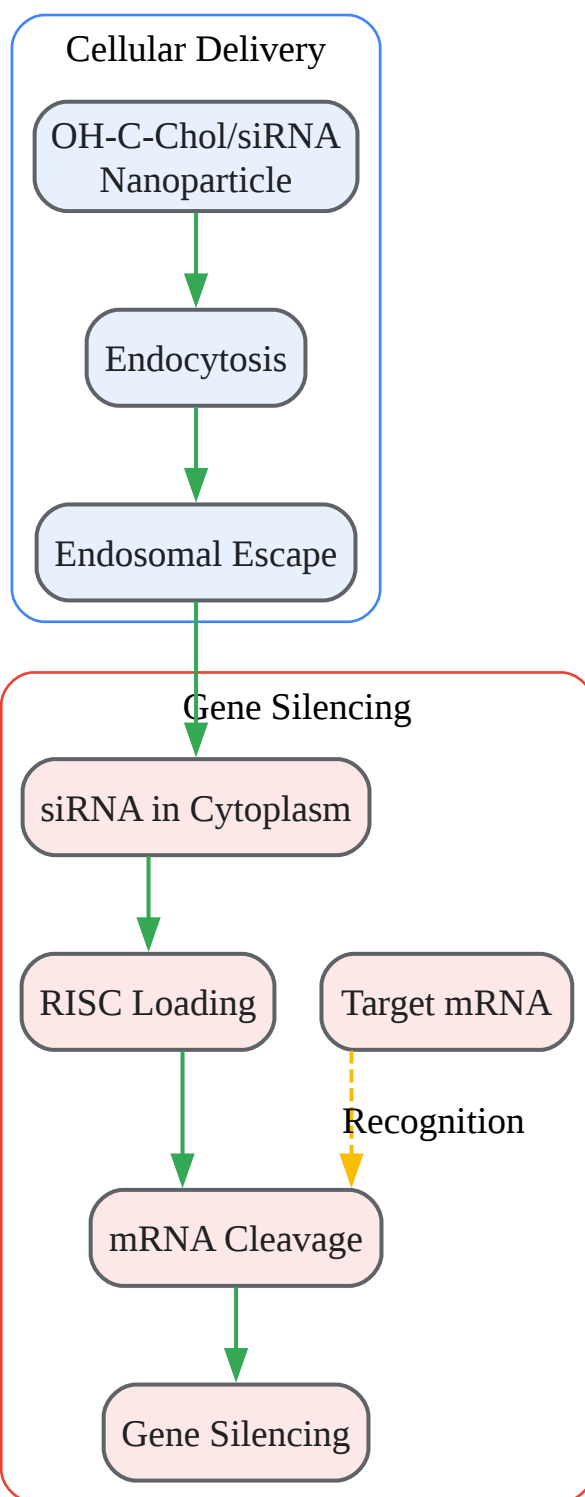 Cellular Delivery
OH-C-Chol/siRNA
Nanoparticle
Endocytosis
Endosomal Escape
Gene Silencing
siRNA in Cytoplasm
RISC Loading
Target mRNA
Recognition
mRNA Cleavage
Gene Silencing